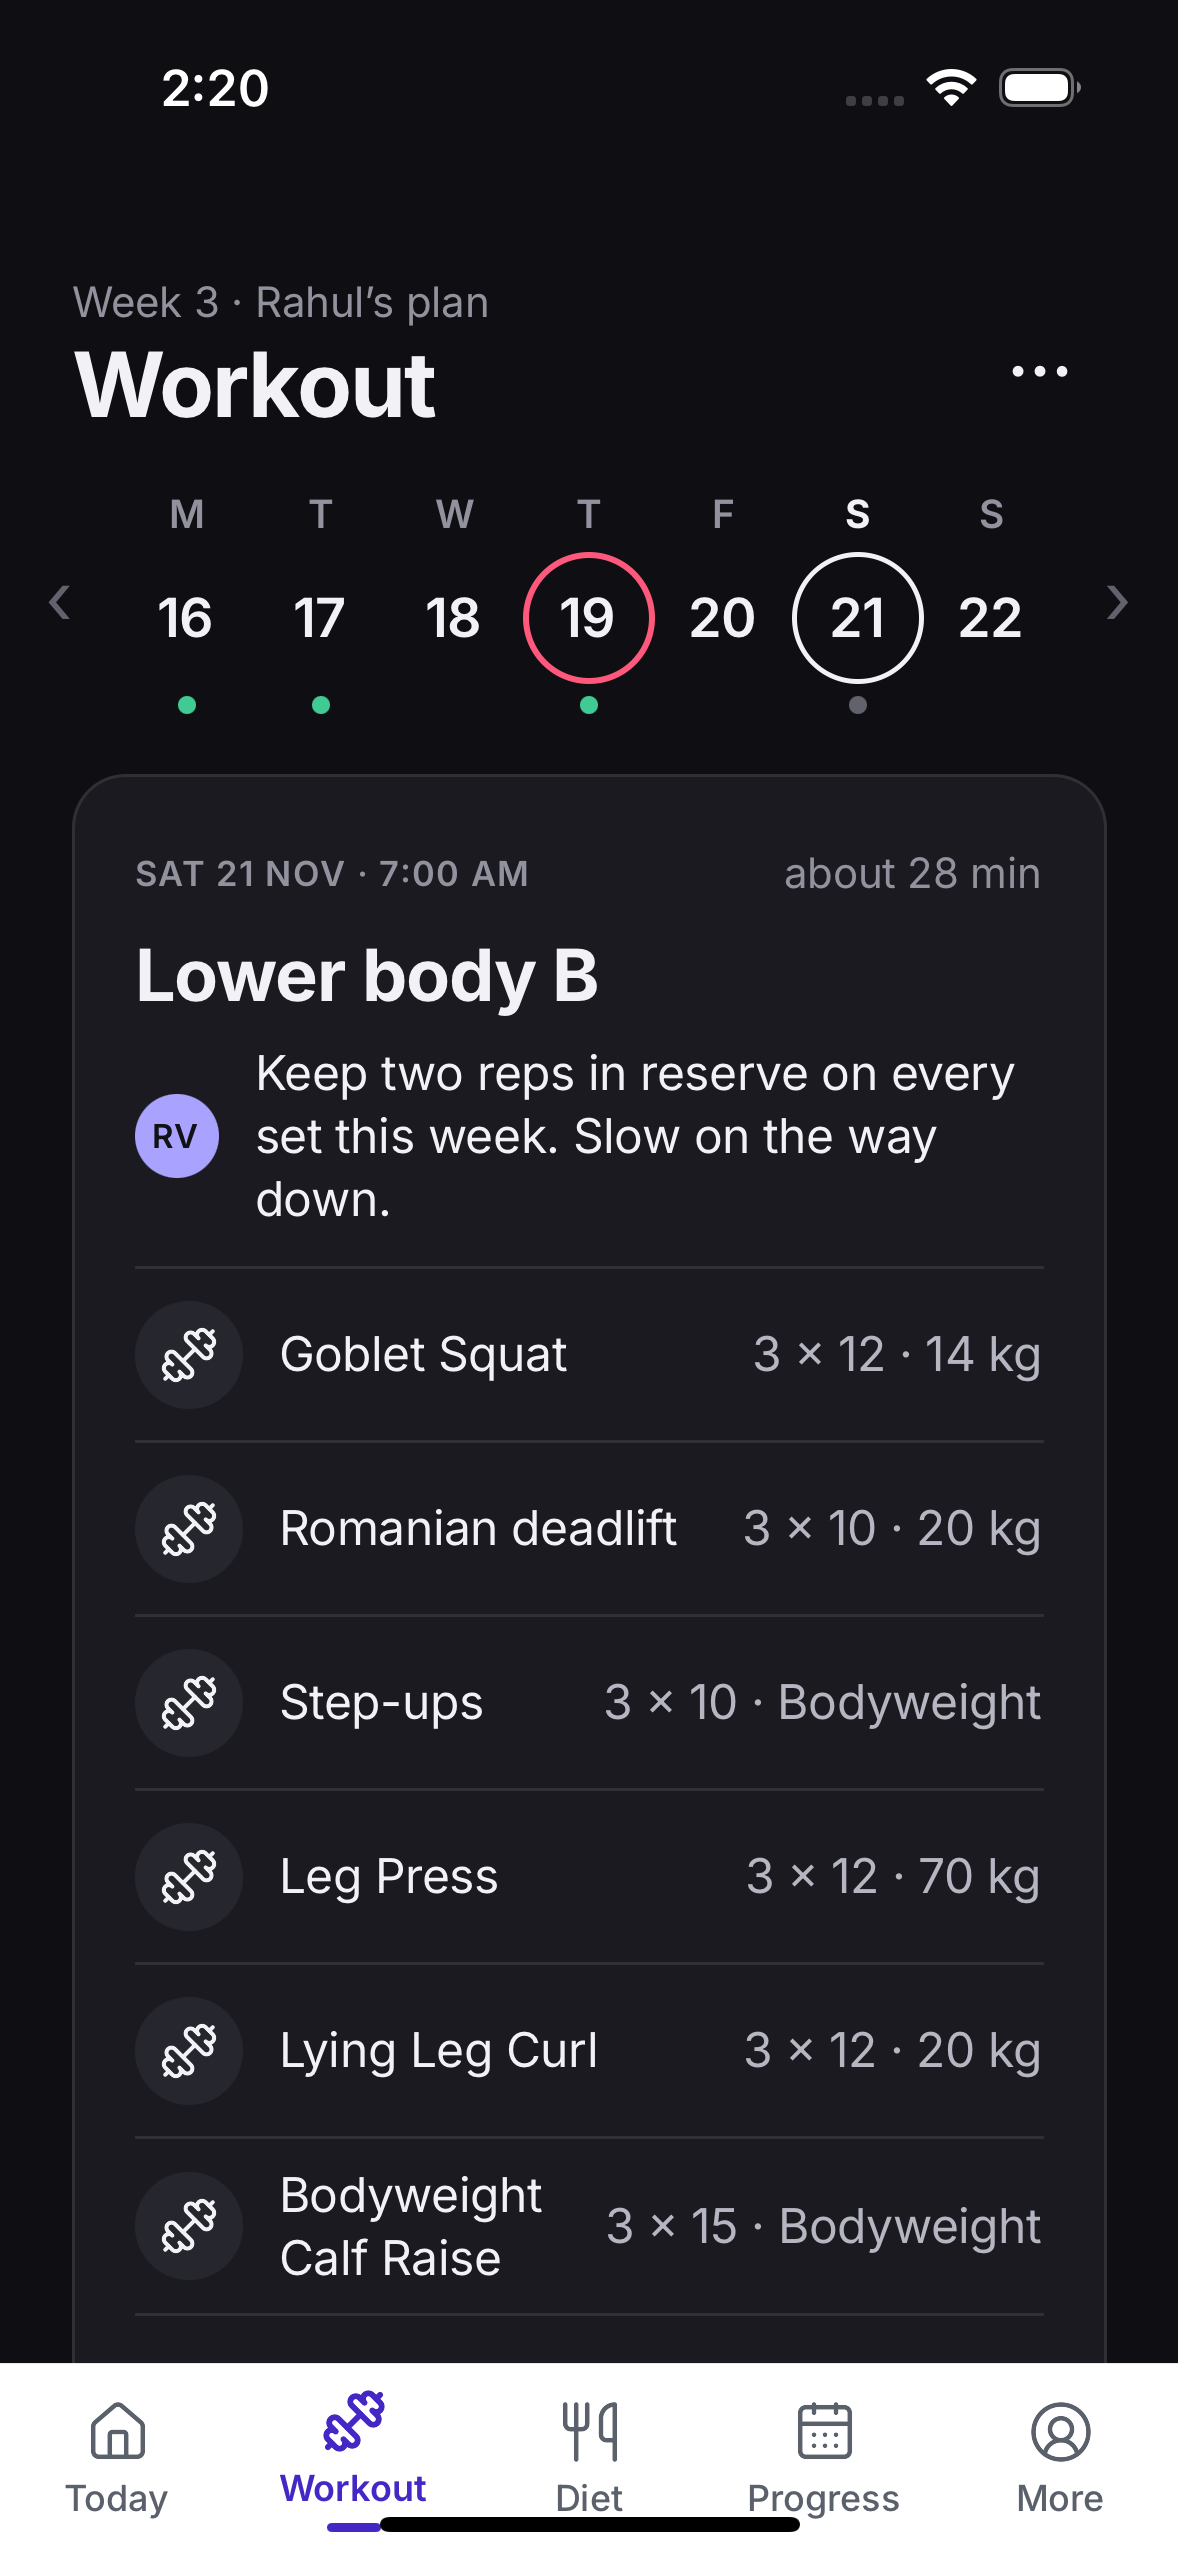 2:20
Week 3 · Rahul’s plan
Workout
M T W T F S S
16 17 18 19 20 21 22
SAT 21 NOV · 7:00 AM about 28 min
Lower body B
RV
Keep two reps in reserve on every
set this week. Slow on the way
down.
Goblet Squat 3 × 12 · 14 kg
Romanian deadlift 3 × 10 · 20 kg
Step-ups 3 × 10 · Bodyweight
Leg Press 3 × 12 · 70 kg
Lying Leg Curl 3 × 12 · 20 kg
Bodyweight
Calf Raise 3 × 15 · Bodyweight
Today Workout Diet Progress More